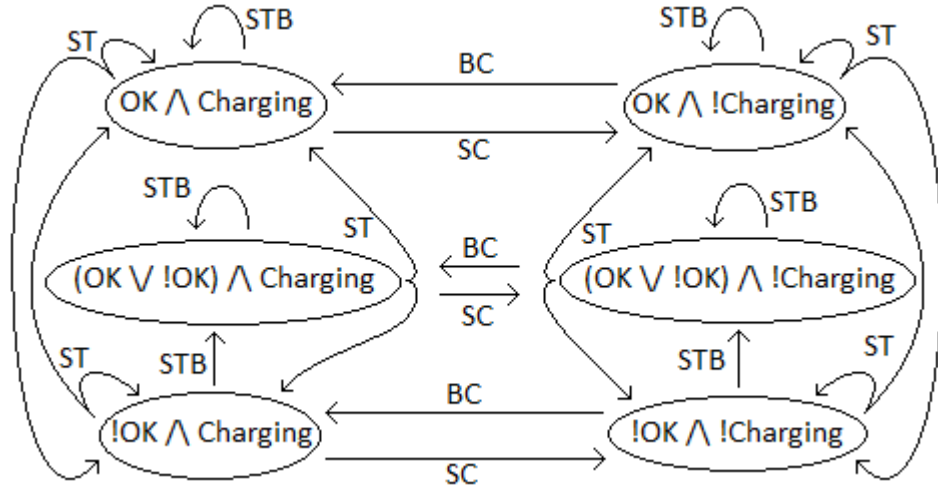 STB
STB
ST
ST
BC
OK /\ Charging
OK /\ !Charging
SC
STB
STB
ST
ST
BC
(OK \/ !OK) /\ Charging
(OK \/ !OK) /\ !Charging
SC
ST
STB
STB
ST
BC
!OK /\ Charging
!OK /\ !Charging
SC